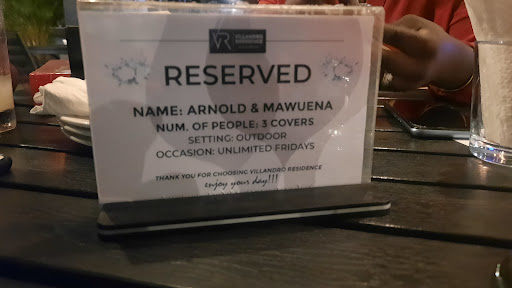 VR
VILLANDRO
RESIDENCE
RESERVED
NAME: ARNOLD & MAWUENA
NUM. OF PEOPLE: 3 COVERS
SETTING: OUTDOOR
OCCASION: UNLIMITED FRIDAYS
THANK YOU FOR CHOOSING VILLANDRO RESIDENCE
enjoy your day!!!